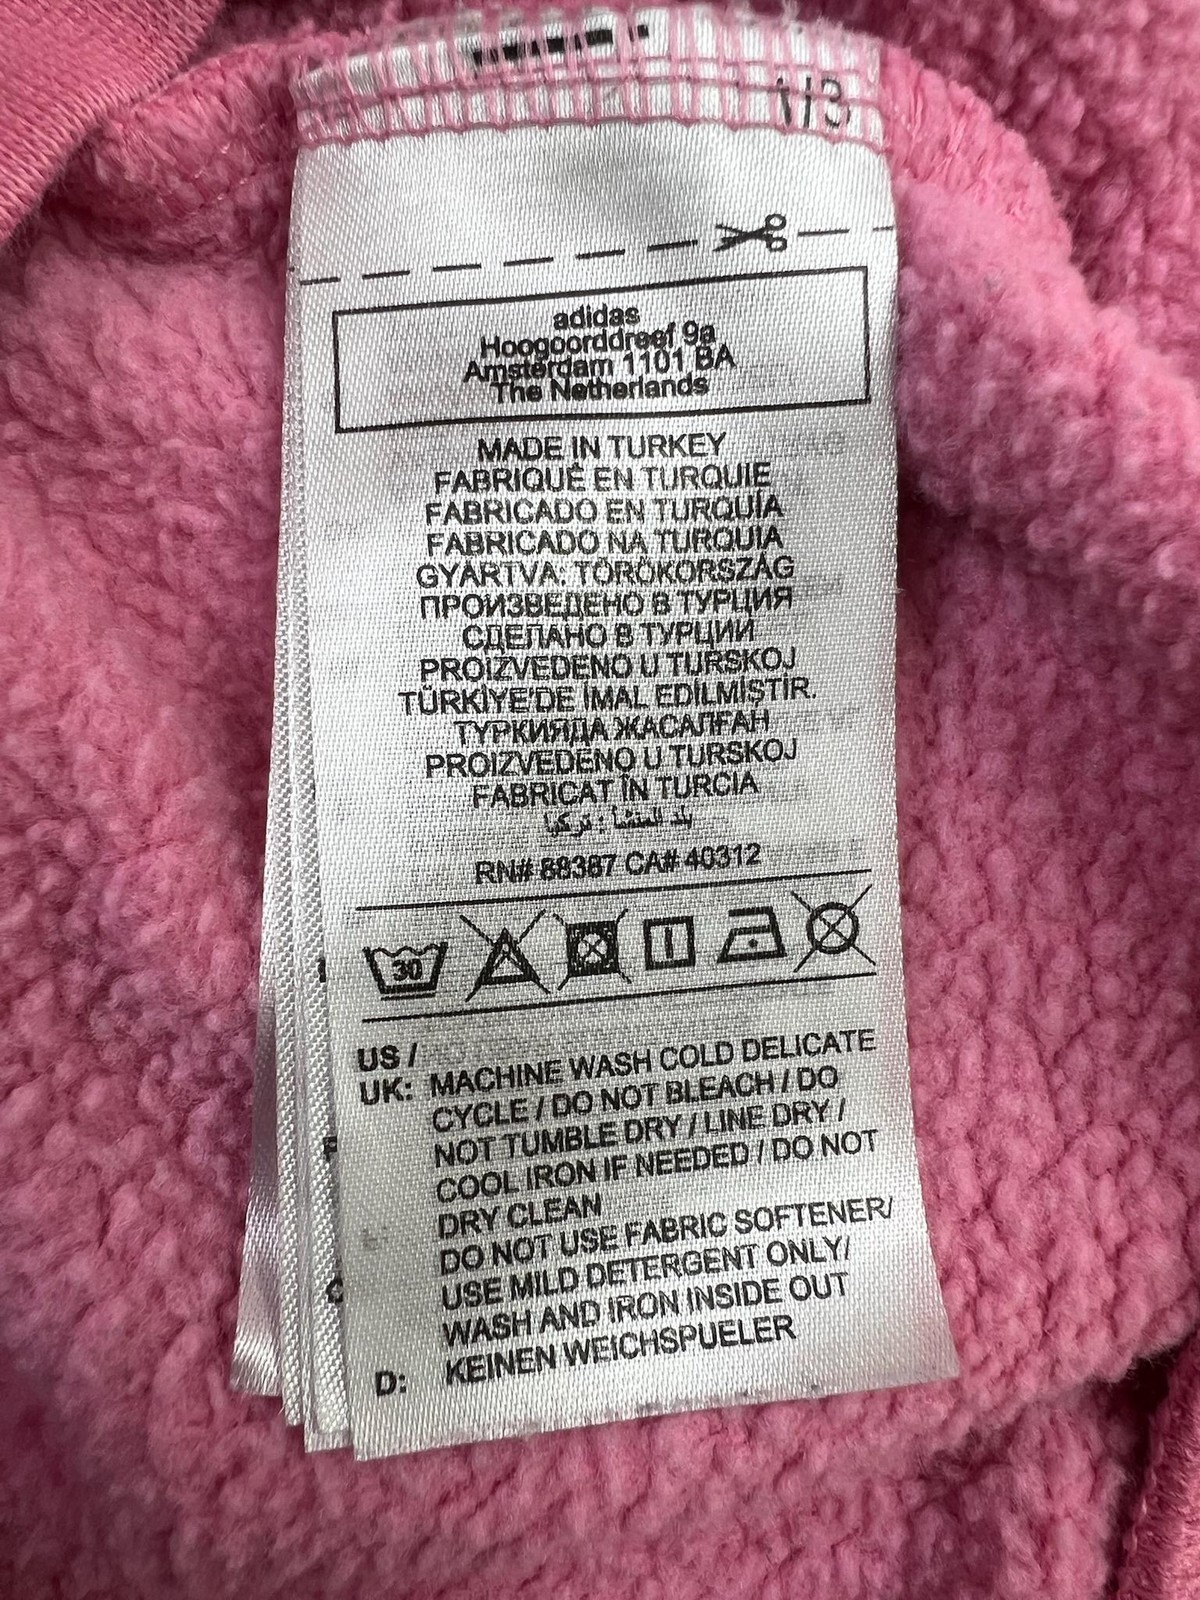 1/3
adidas
Hoogoorddreef 9a
Amsterdam 1101 BA
The Netherlands
MADE IN TURKEY
FABRIQUÉ EN TURQUIE
FABRICADO EN TURQUÍA
FABRICADO NA TURQUIA
GYÁRTVA: TÖRÖKORSZÁG
ПРОИЗВЕДЕНО В ТУРЦИЯ
СДЕЛАНО В ТУРЦИИ
PROIZVEDENO U TURSKOJ
TÜRKİYE'DE İMAL EDİLMİŞTİR.
ТУРКИЯДА ЖАСАЛҒАН
PROIZVEDENO U TURSKOJ
FABRICAT ÎN TURCIA
بلد المنشأ : تركيا
RN# 88387 CA# 40312
30
US /
UK: MACHINE WASH COLD DELICATE
CYCLE / DO NOT BLEACH / DO
NOT TUMBLE DRY / LINE DRY /
COOL IRON IF NEEDED / DO NOT
DRY CLEAN
DO NOT USE FABRIC SOFTENER/
USE MILD DETERGENT ONLY/
WASH AND IRON INSIDE OUT
D: KEINEN WEICHSPUELER